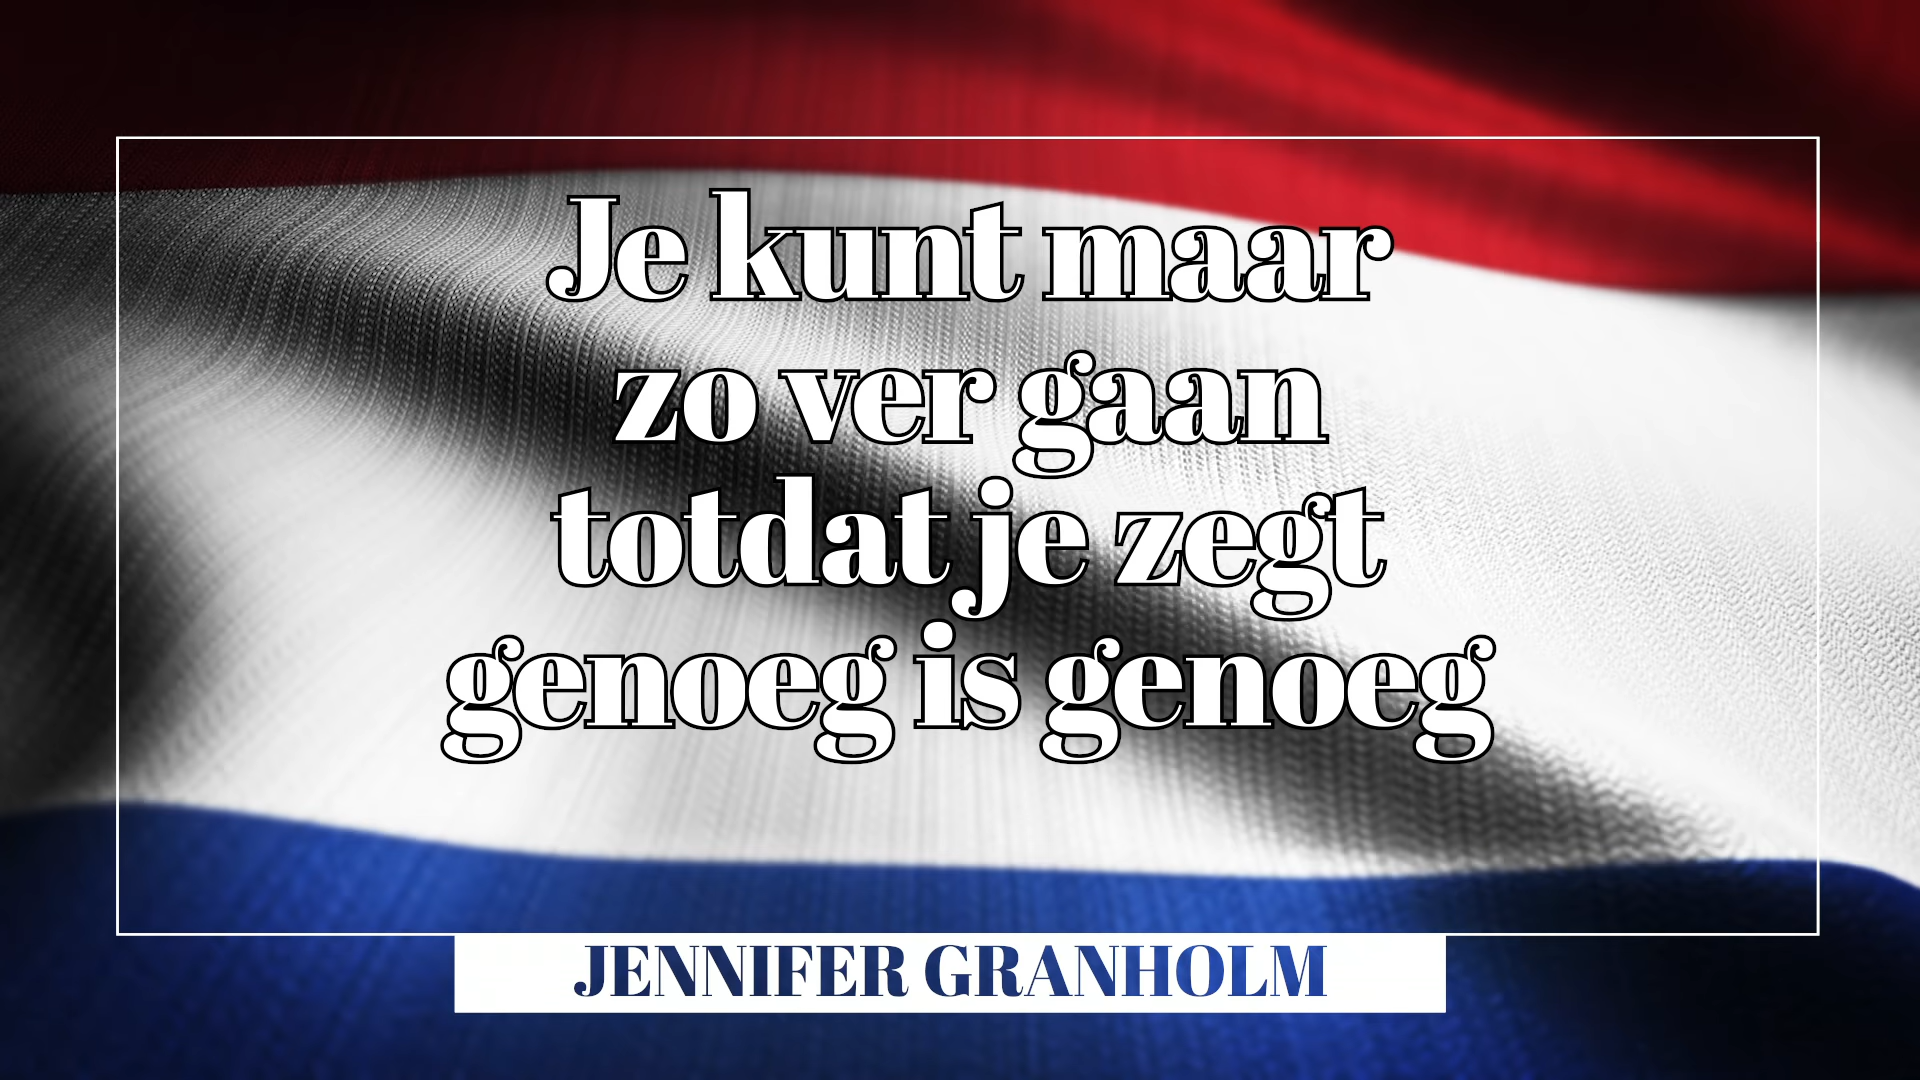 Je kunt maar
zo ver gaan
totdat je zegt
genoeg is genoeg
JENNIFER GRANHOLM